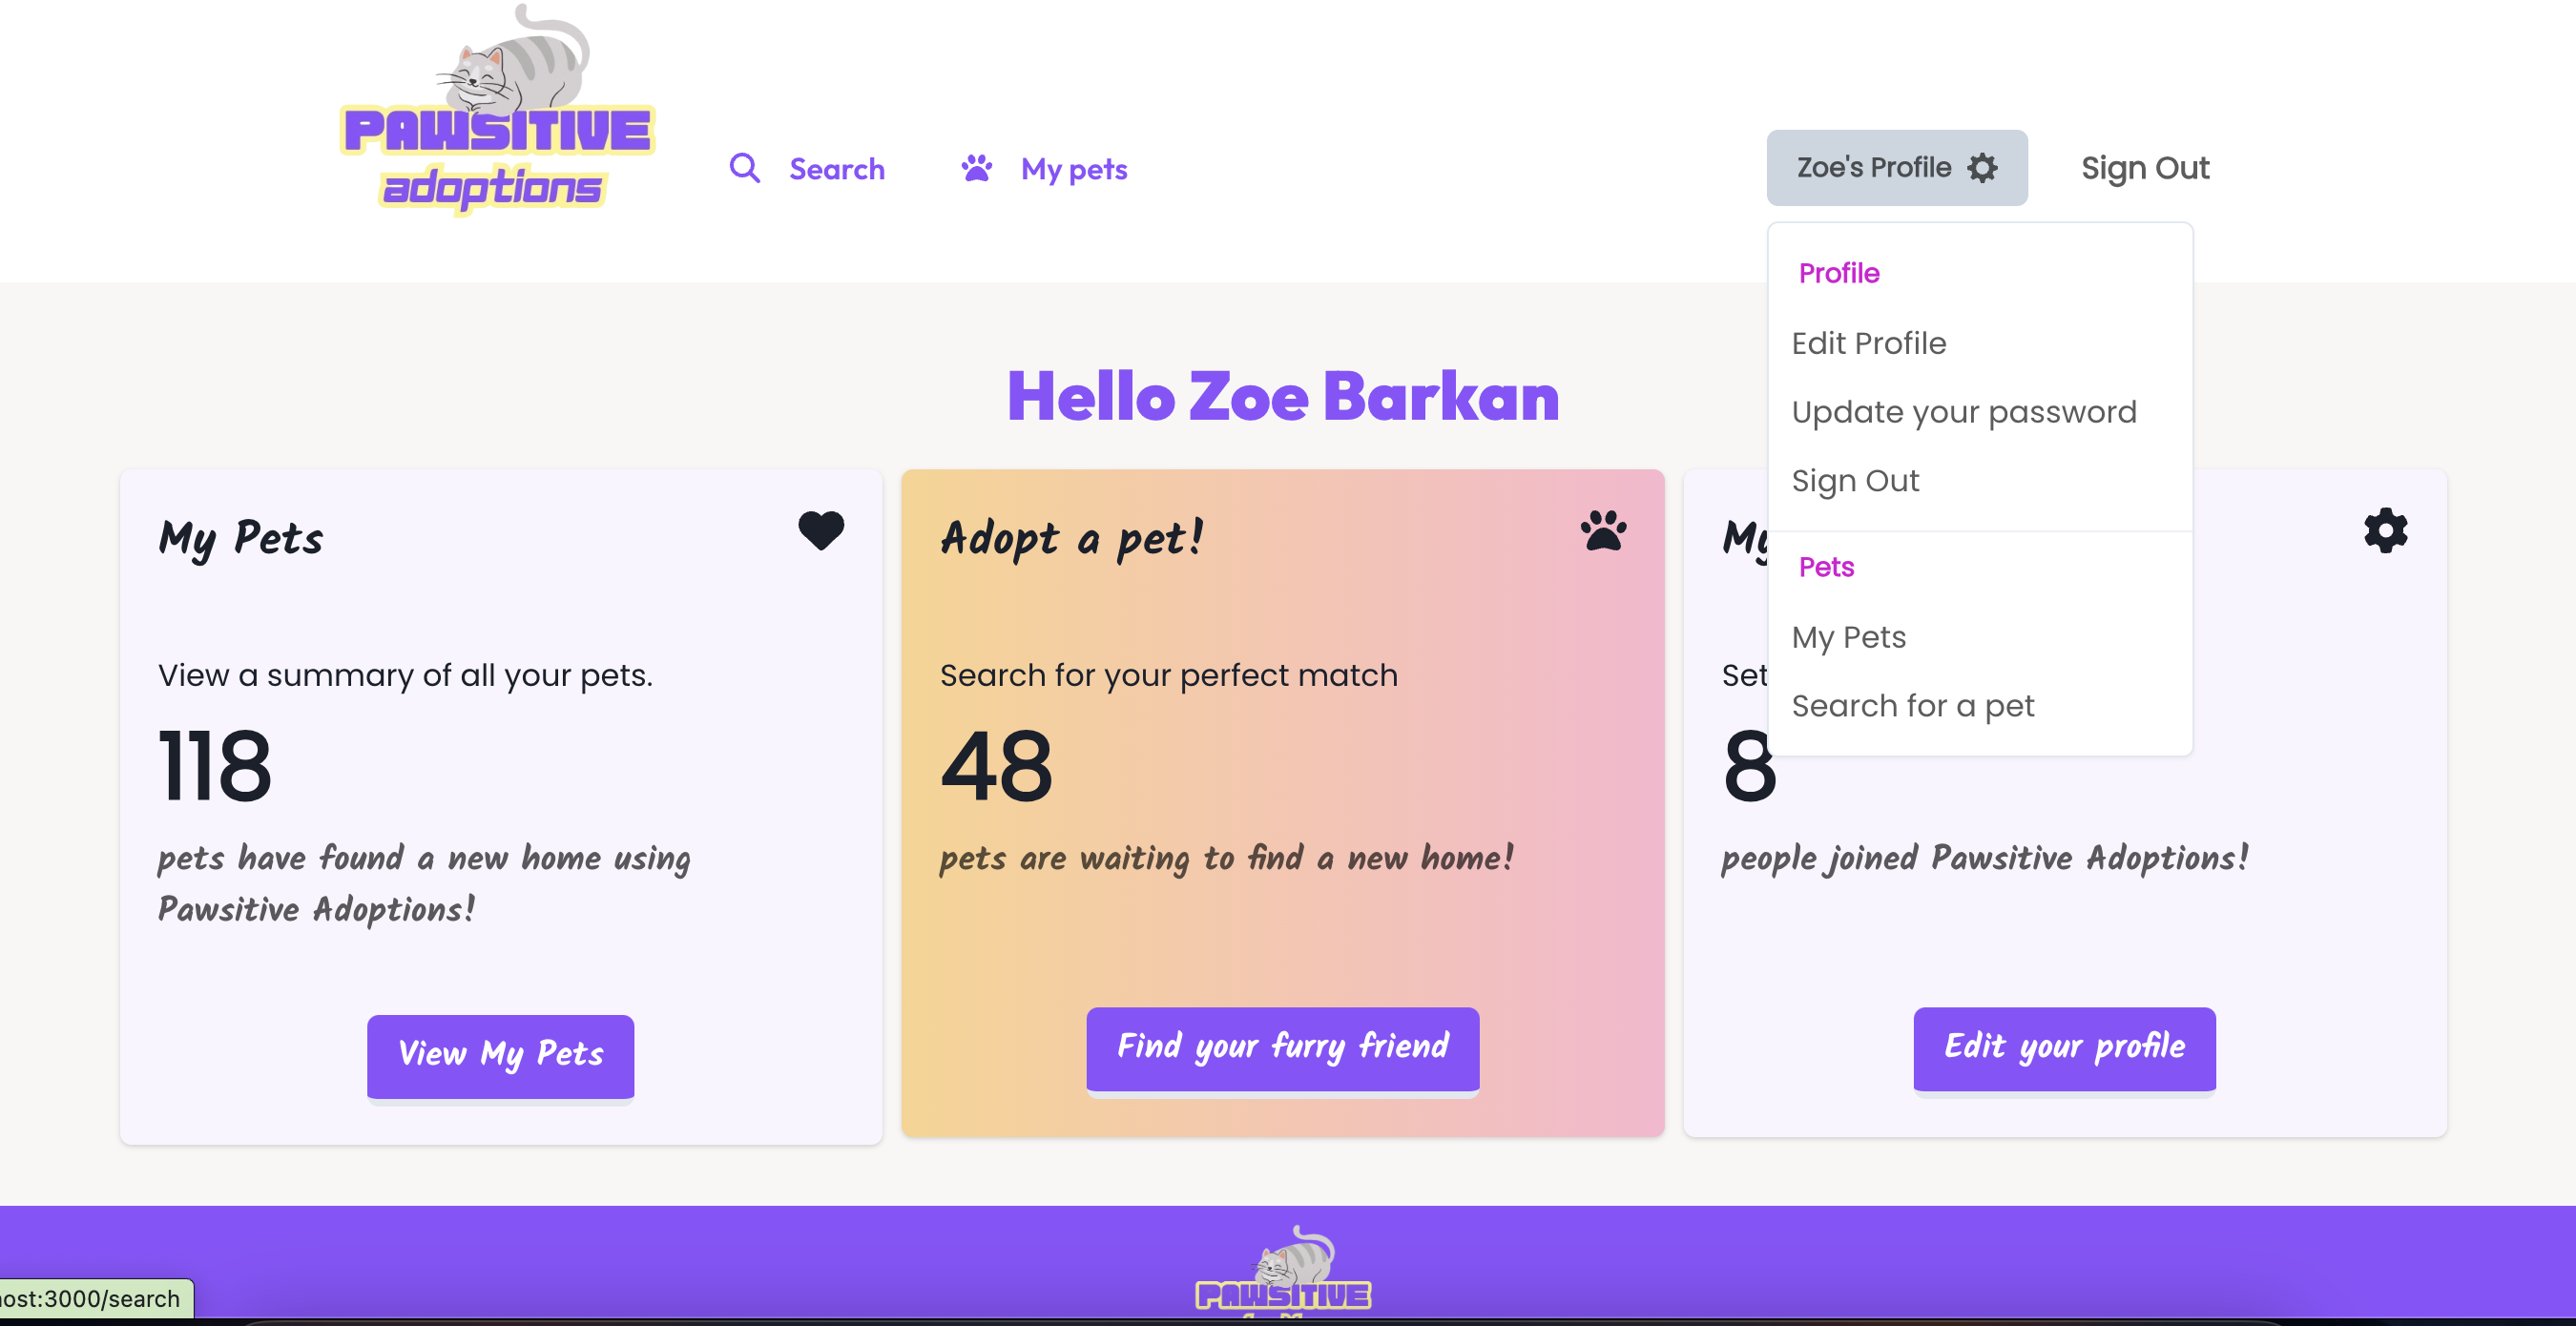 PAWSITIVE
adoptions
Search
My pets
Zoe's Profile
Sign Out
Profile
Edit Profile
Update your password
Sign Out
Pets
My Pets
Search for a pet
Hello Zoe Barkan
My Pets
View a summary of all your pets.
118
pets have found a new home using
Pawsitive Adoptions!
View My Pets
Adopt a pet!
Search for your perfect match
48
pets are waiting to find a new home!
Find your furry friend
My
Set
8
people joined Pawsitive Adoptions!
Edit your profile
PAWSITIVE
ost:3000/search